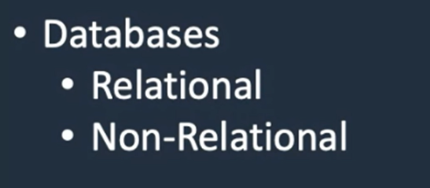 • Databases
• Relational
• Non-Relational